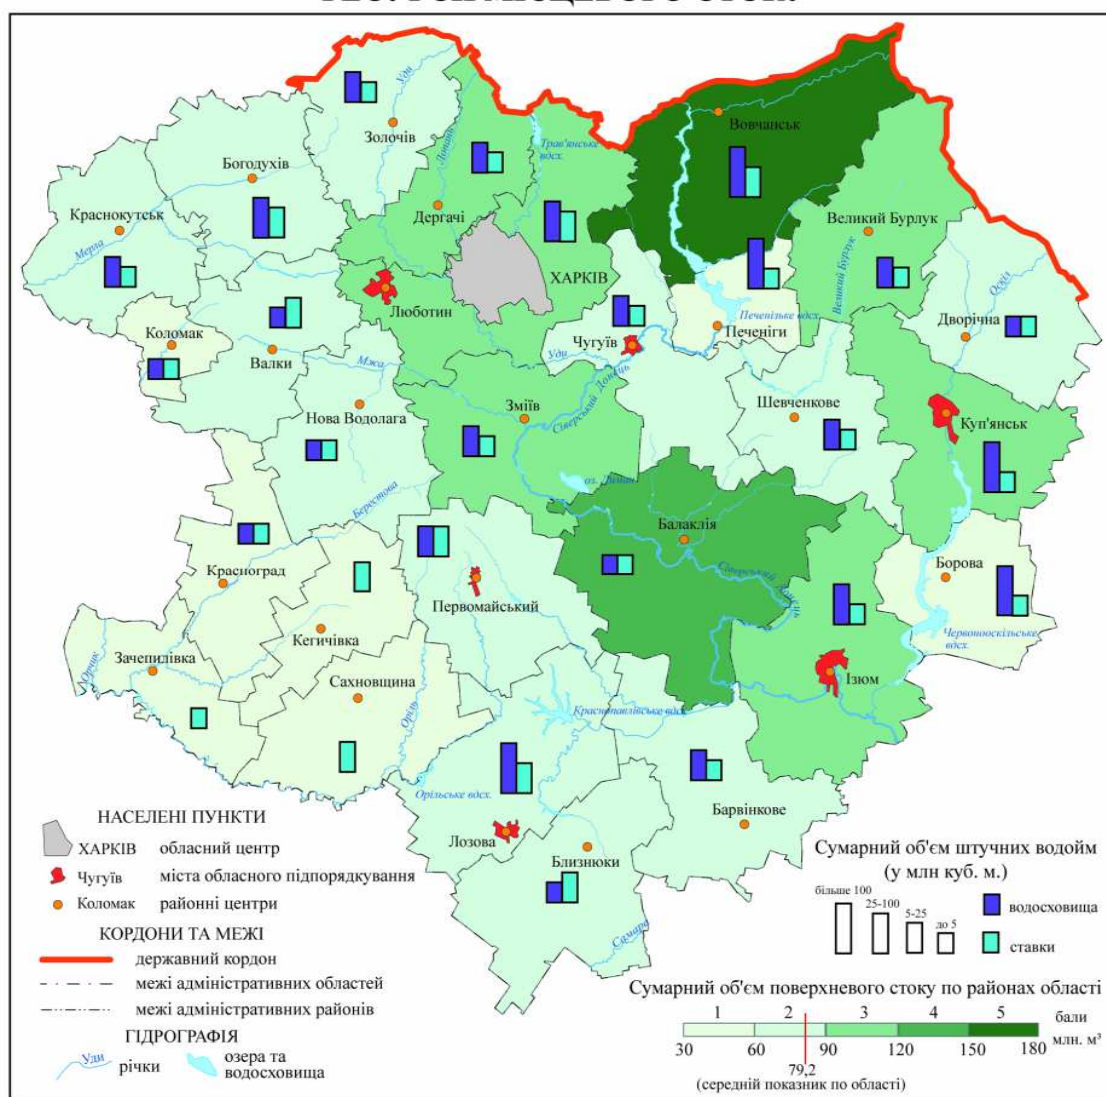 Уди
Золочів
Лопань
Трав'янське
вдсх.
Вовчанськ
Богодухів
Краснокутськ
Мерла
Дергачі
Великий Бурлук
Великий Бурлук
Оскіл
ХАРКІВ
Люботин
Коломак
Валки
Мжа
Чугуїв
Уди
Печенізьке вдсх.
Печеніги
Дворічна
Нова Водолага
Зміїв
Сіверський Донець
Шевченкове
Куп'янськ
оз. Лиман
Берестова
Балаклія
Сіверський Донець
Борова
Красноград
Первомайський
Кегичівка
Червонооскільське
вдсх.
Зачепилівка
Орчик
Сахновщина
Оріль
Ізюм
Краснопавлівське вдсх.
Орільське вдсх.
Лозова
Близнюки
Барвінкове
Самара
НАСЕЛЕНІ ПУНКТИ
ХАРКІВ обласний центр
Чугуїв міста обласного підпорядкування
Коломак районні центри
КОРДОНИ ТА МЕЖІ
державний кордон
межі адміністративних областей
межі адміністративних районів
ГІДРОГРАФІЯ
Уди річки
озера та
водосховища
Сумарний об'єм штучних водойм
(у млн куб. м.)
більше 100
25-100
5-25
до 5
водосховища
ставки
Сумарний об'єм поверхневого стоку по районах області
1 2 3 4 5 бали
30 60 90 120 150 180 млн. м³
79,2
(середній показник по області)